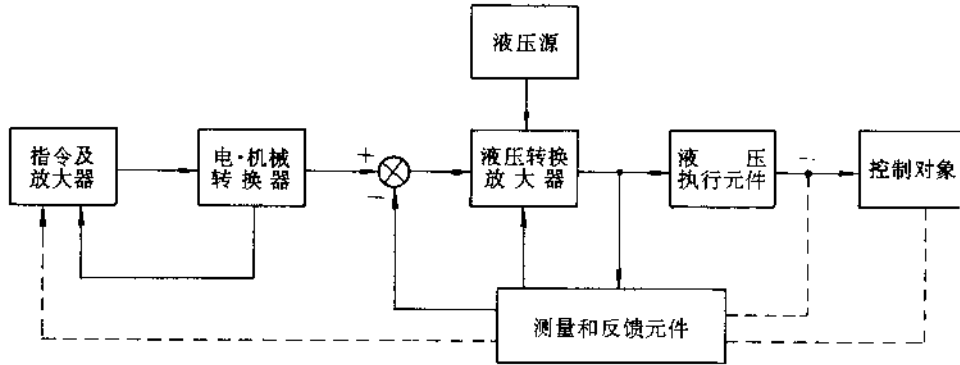 液压源
指令及
放大器
电·机械
转换器
+
−
液压转换
放大器
液压
执行元件
控制对象
测量和反馈元件